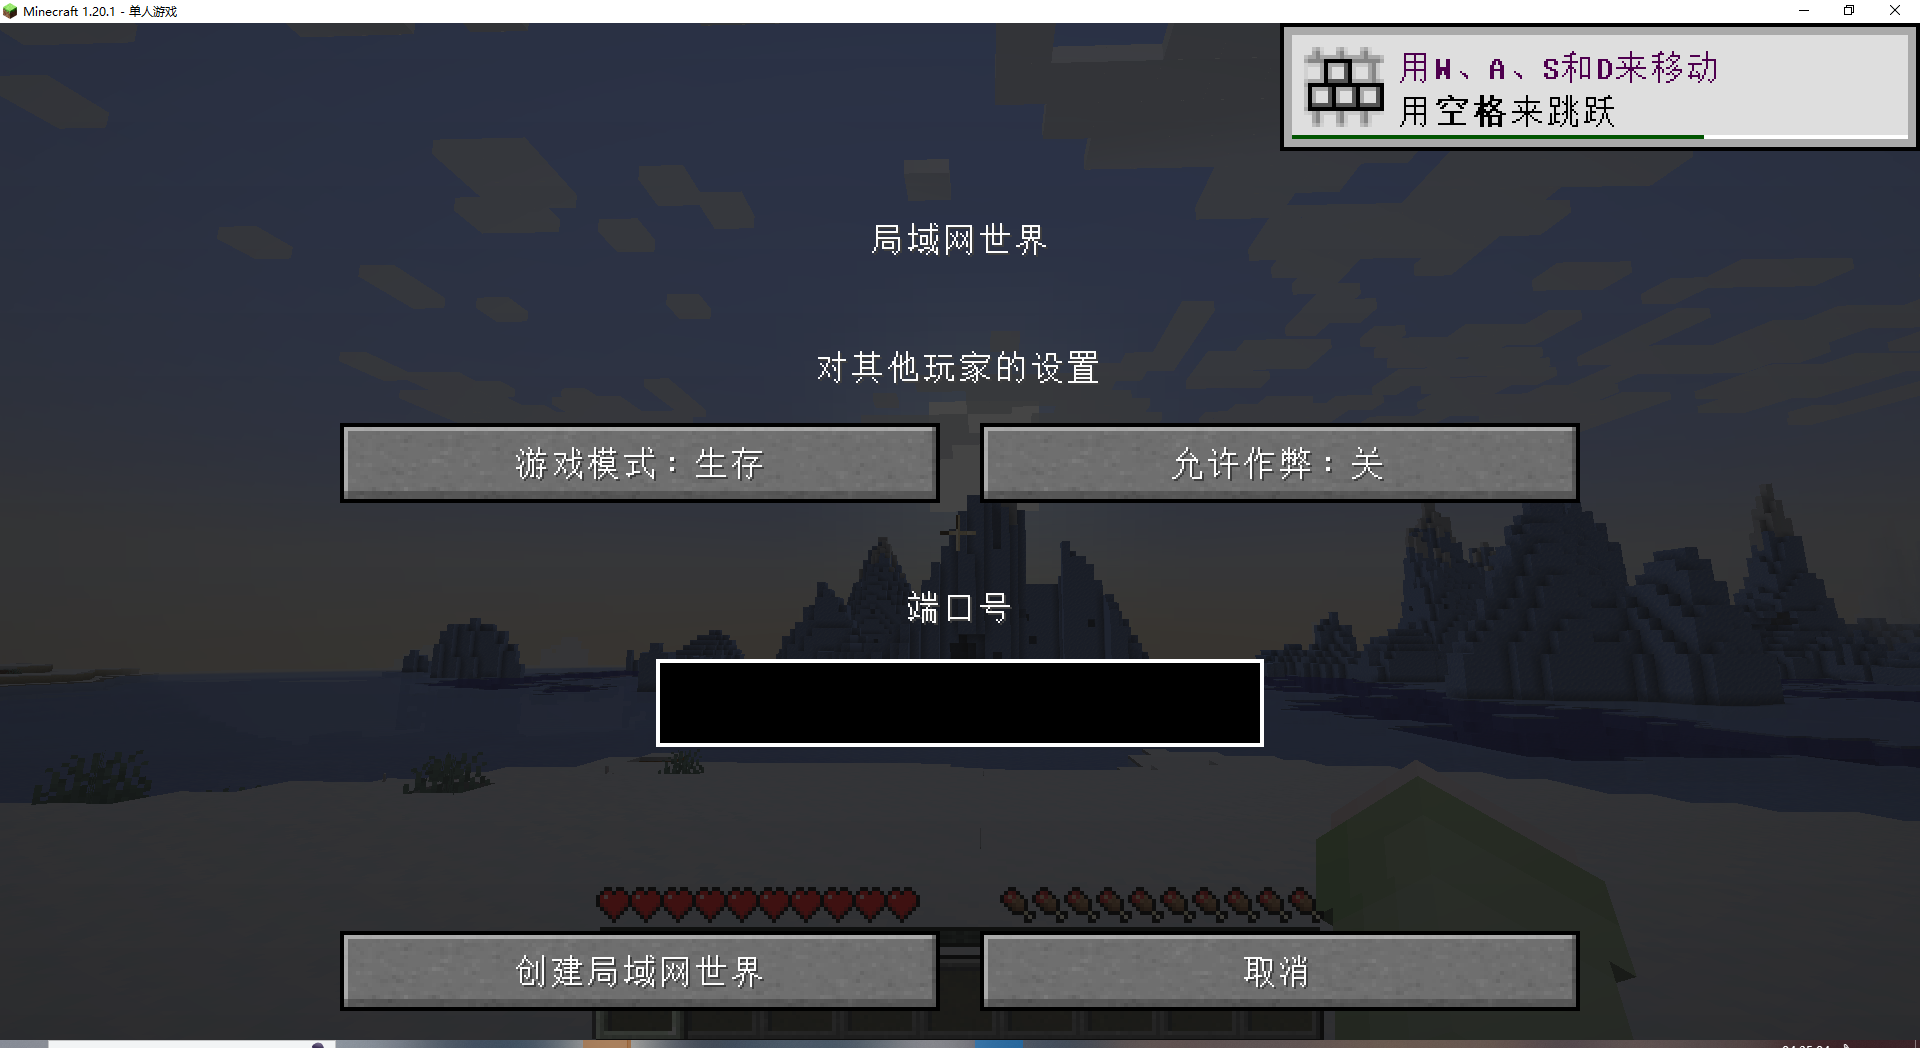 Minecraft 1.20.1 - 单人游戏
用W、A、S和D来移动
用空格来跳跃
局域网世界
对其他玩家的设置
游戏模式：生存
允许作弊：关
端口号
创建局域网世界
取消